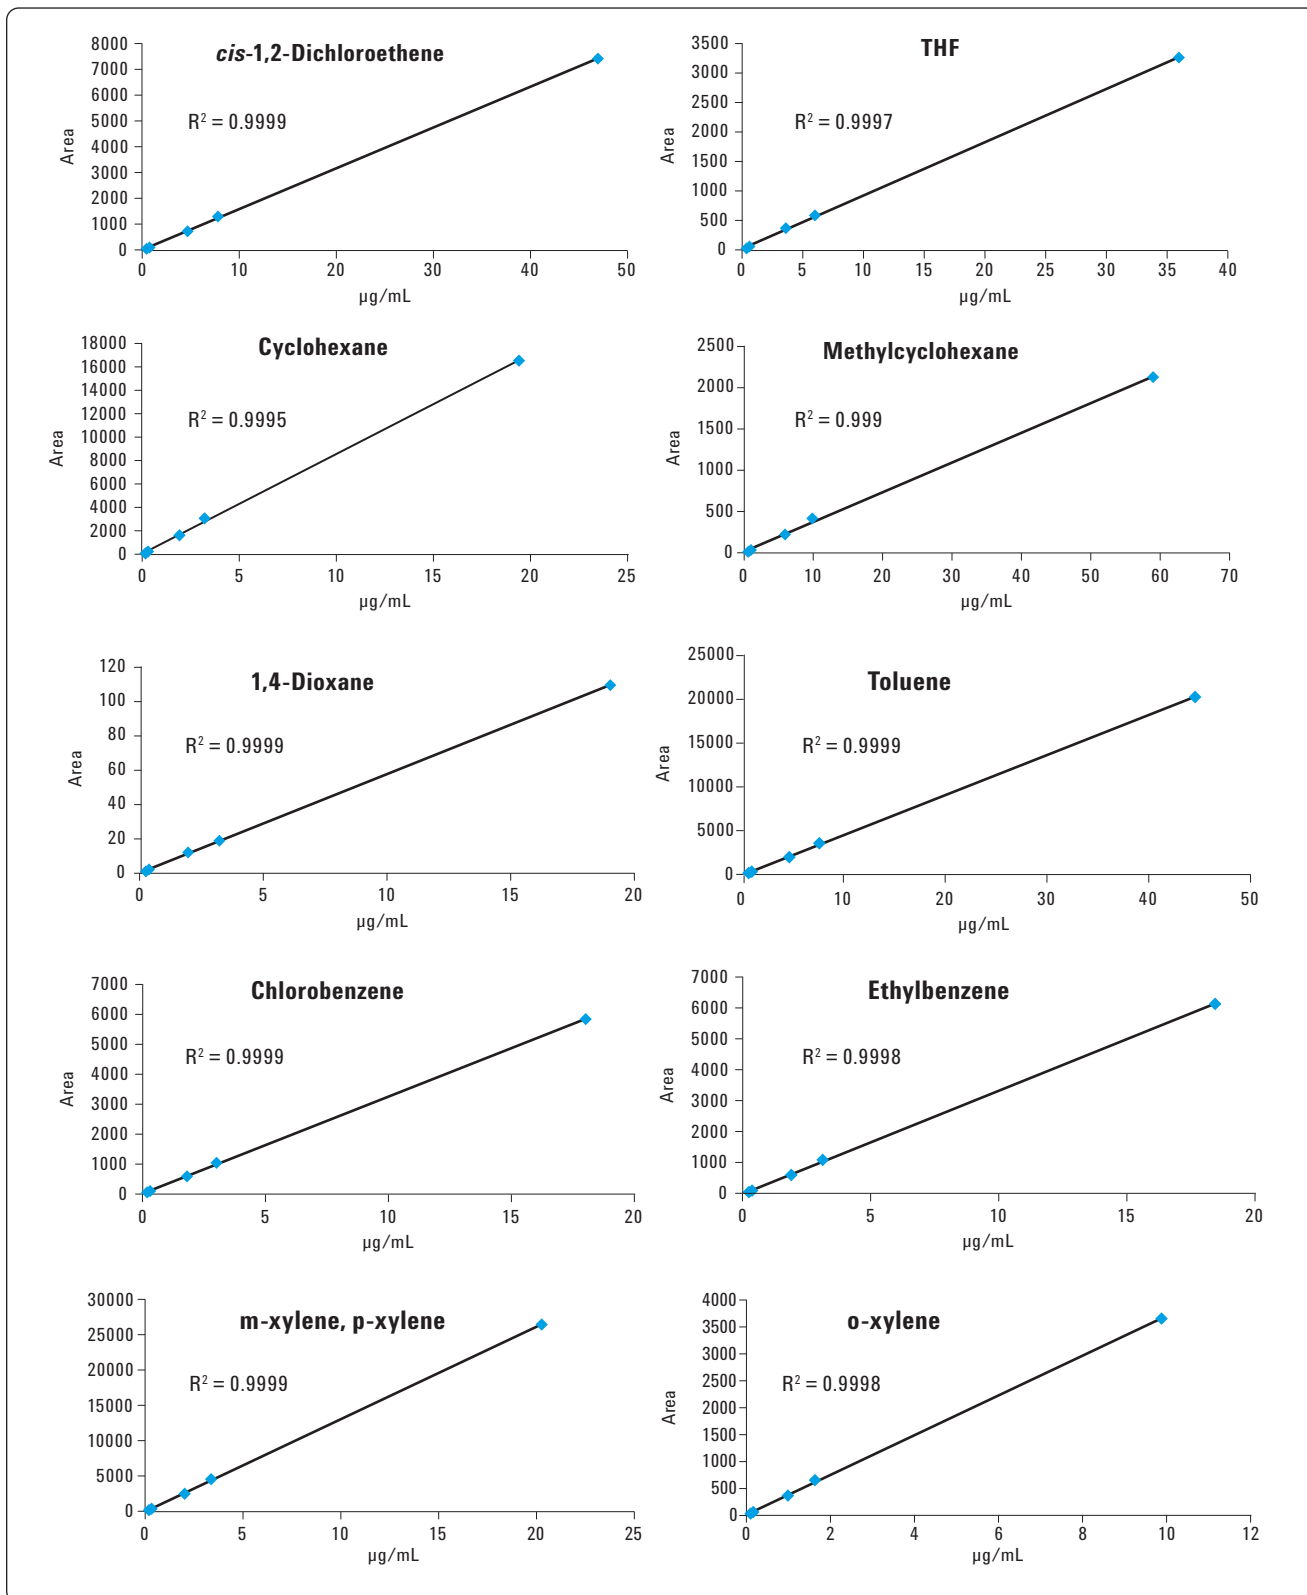 cis-1,2-Dichloroethene
R² = 0.9999
Area
8000
7000
6000
5000
4000
3000
2000
1000
0
0 10 20 30 40 50
µg/mL
THF
R² = 0.9997
Area
3500
3000
2500
2000
1500
1000
500
0
0 5 10 15 20 25 30 35 40
µg/mL
Cyclohexane
R² = 0.9995
Area
18000
16000
14000
12000
10000
8000
6000
4000
2000
0
0 5 10 15 20 25
µg/mL
Methylcyclohexane
R² = 0.999
Area
2500
2000
1500
1000
500
0
0 10 20 30 40 50 60 70
µg/mL
1,4-Dioxane
R² = 0.9999
Area
120
100
80
60
40
20
0
0 5 10 15 20
µg/mL
Toluene
R² = 0.9999
Area
25000
20000
15000
10000
5000
0
0 10 20 30 40 50
µg/mL
Chlorobenzene
R² = 0.9999
Area
7000
6000
5000
4000
3000
2000
1000
0
0 5 10 15 20
µg/mL
Ethylbenzene
R² = 0.9998
Area
7000
6000
5000
4000
3000
2000
1000
0
0 5 10 15 20
µg/mL
m-xylene, p-xylene
R² = 0.9999
Area
30000
25000
20000
15000
10000
5000
0
0 5 10 15 20 25
µg/mL
o-xylene
R² = 0.9998
Area
4000
3500
3000
2500
2000
1500
1000
500
0
0 2 4 6 8 10 12
µg/mL